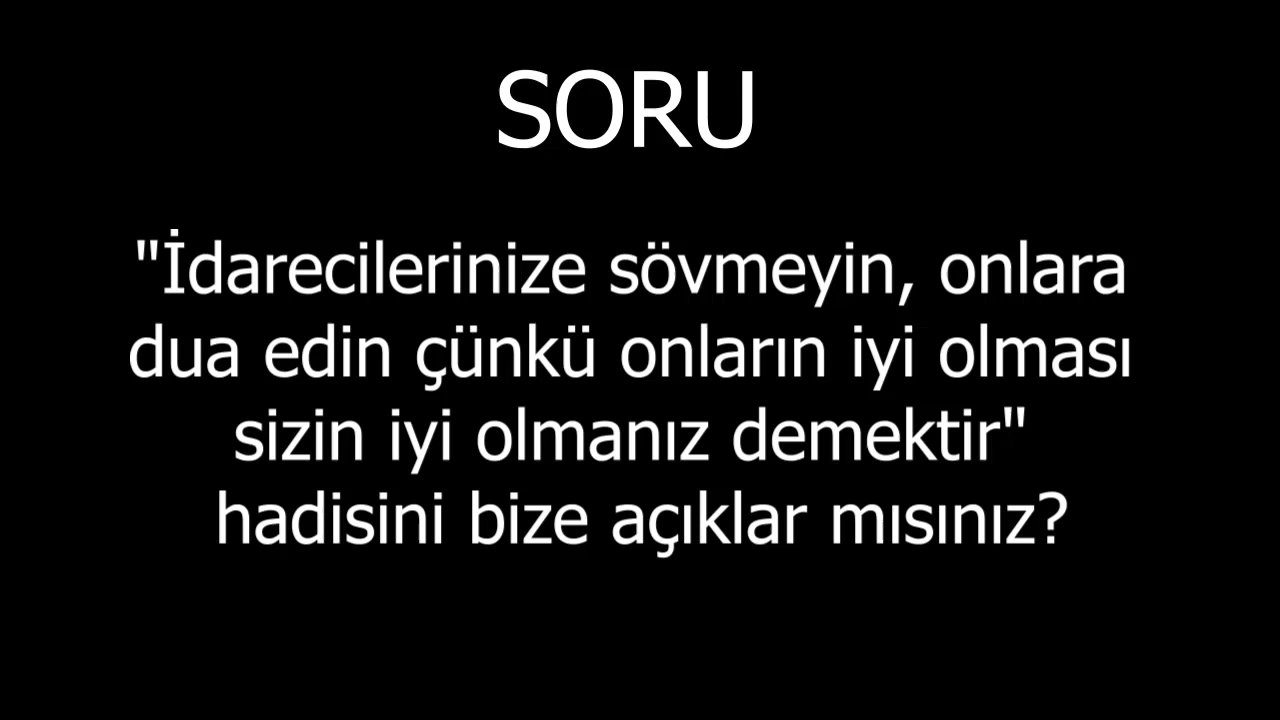 SORU
"İdarecilerinize sövmeyin, onlara
dua edin çünkü onların iyi olması
sizin iyi olmanız demektir"
hadisini bize açıklar mısınız?